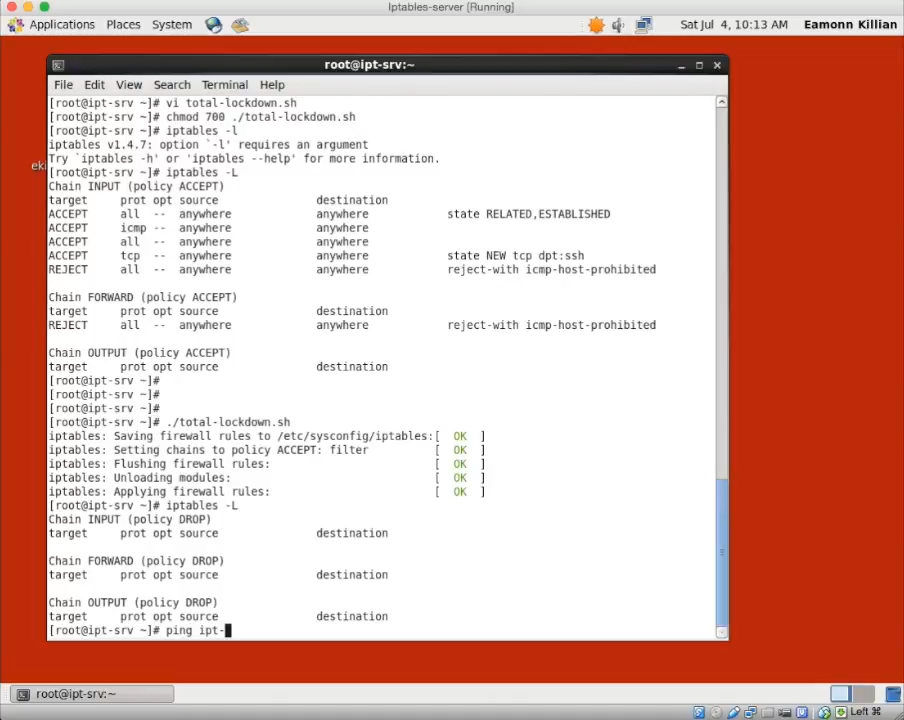 Iptables-server [Running]
Applications Places System Sat Jul 4, 10:13 AM Eamonn Killian
root@ipt-srv:~
File Edit View Search Terminal Help
[root@ipt-srv ~]# vi total-lockdown.sh
[root@ipt-srv ~]# chmod 700 ./total-lockdown.sh
[root@ipt-srv ~]# iptables -l
iptables v1.4.7: option `-l' requires an argument
Try `iptables -h' or 'iptables --help' for more information.
eki
[root@ipt-srv ~]# iptables -L
Chain INPUT (policy ACCEPT)
target prot opt source destination
ACCEPT all -- anywhere anywhere state RELATED,ESTABLISHED
ACCEPT icmp -- anywhere anywhere
ACCEPT all -- anywhere anywhere
ACCEPT tcp -- anywhere anywhere state NEW tcp dpt:ssh
REJECT all -- anywhere anywhere reject-with icmp-host-prohibited
Chain FORWARD (policy ACCEPT)
target prot opt source destination
REJECT all -- anywhere anywhere reject-with icmp-host-prohibited
Chain OUTPUT (policy ACCEPT)
target prot opt source destination
[root@ipt-srv ~]#
[root@ipt-srv ~]#
[root@ipt-srv ~]#
[root@ipt-srv ~]# ./total-lockdown.sh
iptables: Saving firewall rules to /etc/sysconfig/iptables:[ OK ]
iptables: Setting chains to policy ACCEPT: filter [ OK ]
iptables: Flushing firewall rules: [ OK ]
iptables: Unloading modules: [ OK ]
iptables: Applying firewall rules: [ OK ]
[root@ipt-srv ~]# iptables -L
Chain INPUT (policy DROP)
target prot opt source destination
Chain FORWARD (policy DROP)
target prot opt source destination
Chain OUTPUT (policy DROP)
target prot opt source destination
[root@ipt-srv ~]# ping ipt-
root@ipt-srv:~
Left ⌘